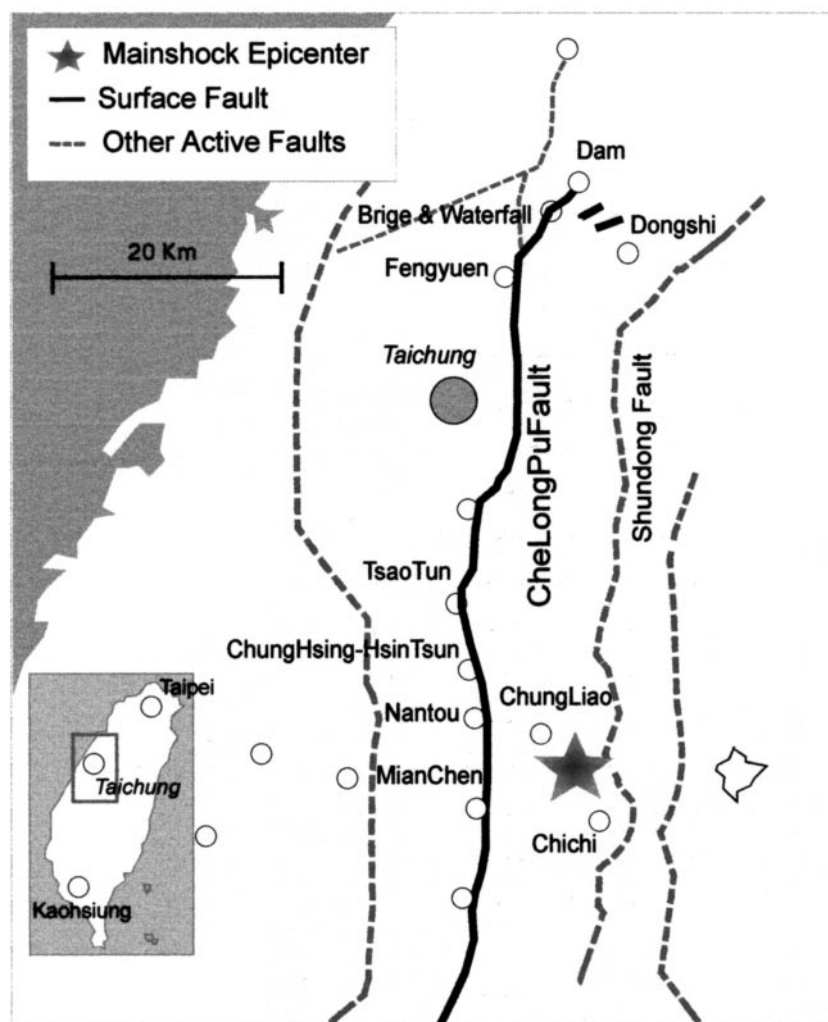 Mainshock Epicenter
Surface Fault
Other Active Faults
Dam
Brige & Waterfall
Dongshi
20 Km
Fengyuen
Taichung
CheLongPuFault
Shundong Fault
TsaoTun
ChungHsing-HsinTsun
ChungLiao
Nantou
MianChen
Chichi
Taipei
Taichung
Kaohsiung